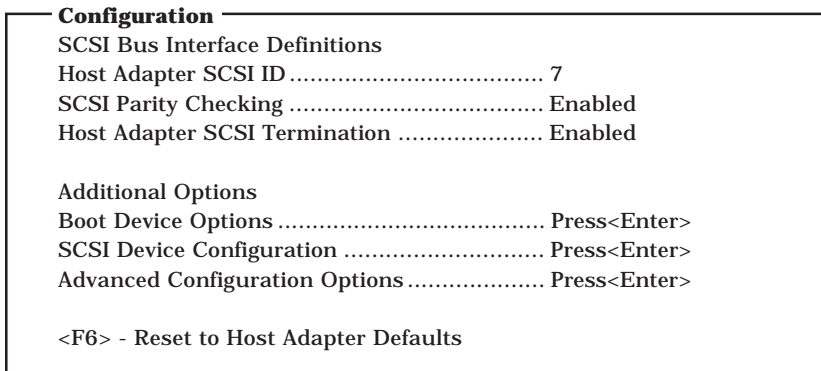 Configuration
SCSI Bus Interface Definitions
Host Adapter SCSI ID ..................................... 7
SCSI Parity Checking ..................................... Enabled
Host Adapter SCSI Termination ..................... Enabled
Additional Options
Boot Device Options ....................................... Press<Enter>
SCSI Device Configuration ............................. Press<Enter>
Advanced Configuration Options .................... Press<Enter>
<F6> - Reset to Host Adapter Defaults